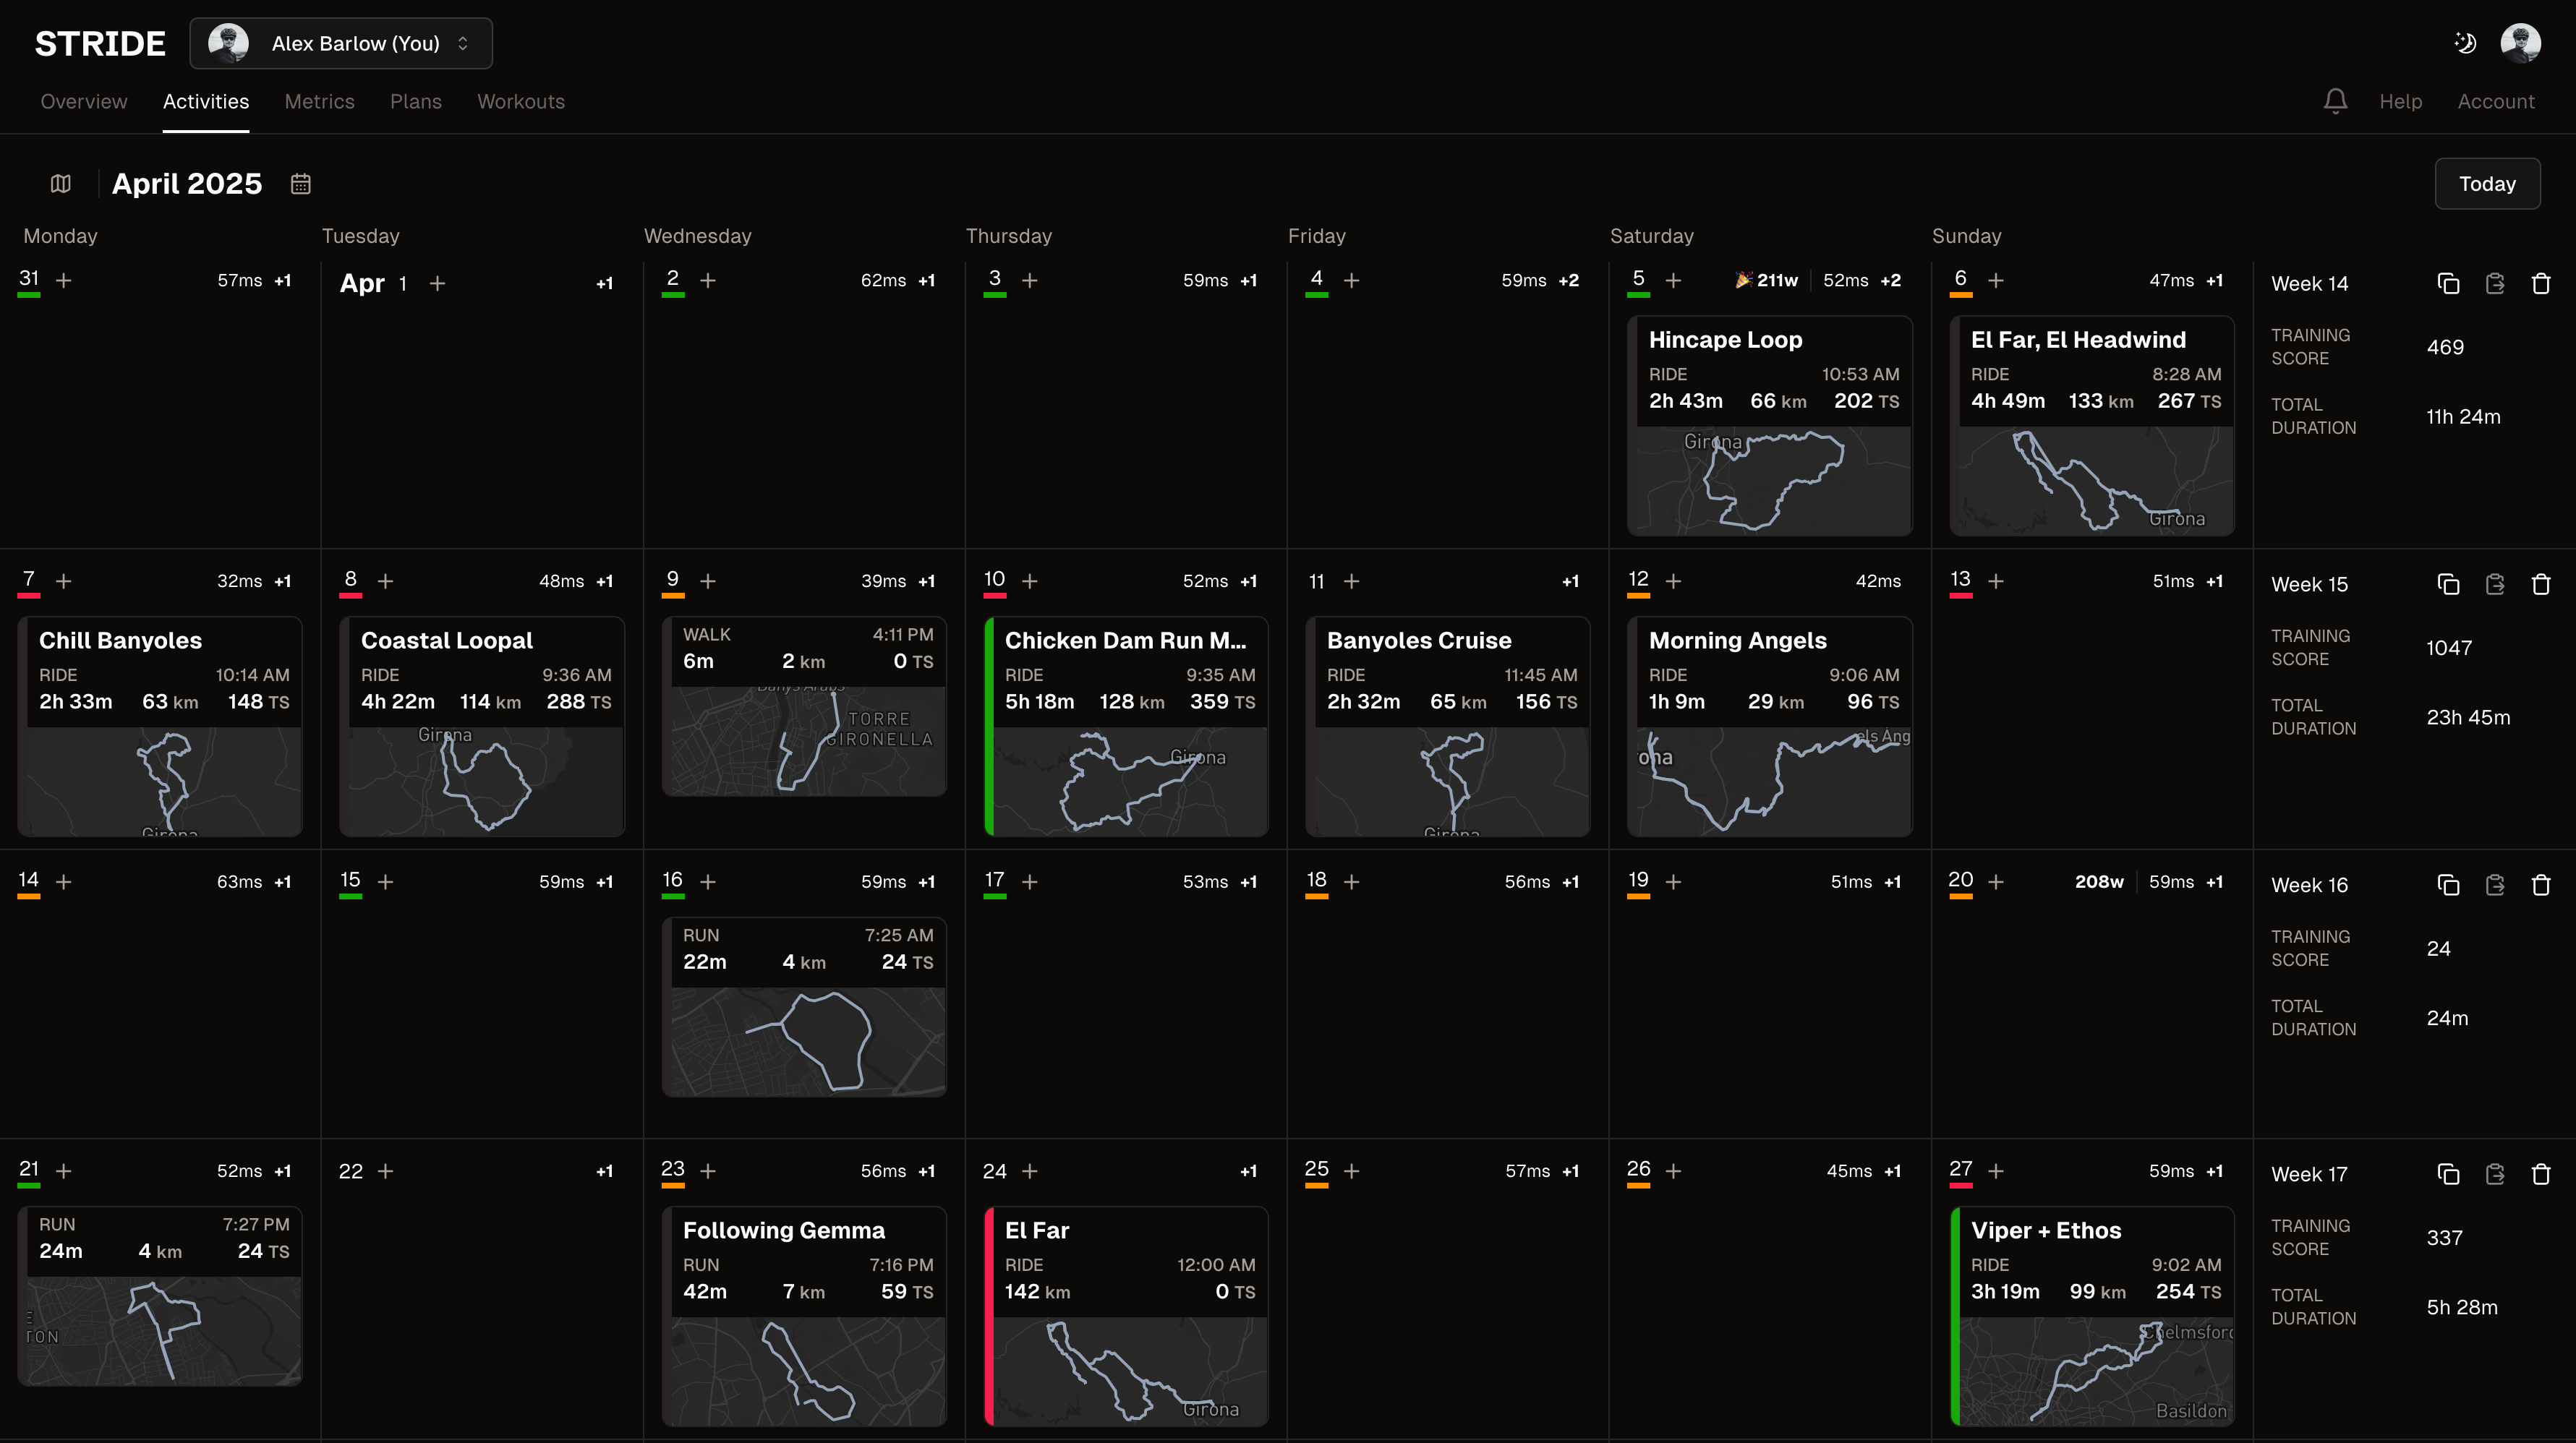 STRIDE
Alex Barlow (You)
Overview Activities Metrics Plans Workouts
Help Account
April 2025
Today
Monday Tuesday Wednesday Thursday Friday Saturday Sunday
31 + 57ms +1
Apr 1 + +1
2 + 62ms +1
3 + 59ms +1
4 + 59ms +2
5 + 🎉211w 52ms +2
Hincape Loop
RIDE 10:53 AM
2h 43m 66 km 202 TS
Girona
6 + 47ms +1
El Far, El Headwind
RIDE 8:28 AM
4h 49m 133 km 267 TS
Girona
Week 14
TRAINING
SCORE
469
TOTAL
DURATION
11h 24m
7 + 32ms +1
Chill Banyoles
RIDE 10:14 AM
2h 33m 63 km 148 TS
Girona
8 + 48ms +1
Coastal Loopal
RIDE 9:36 AM
4h 22m 114 km 288 TS
Girona
9 + 39ms +1
WALK 4:11 PM
6m 2 km 0 TS
TORRE
GIRONELLA
10 + 52ms +1
Chicken Dam Run M...
RIDE 9:35 AM
5h 18m 128 km 359 TS
Girona
11 + +1
Banyoles Cruise
RIDE 11:45 AM
2h 32m 65 km 156 TS
Girona
12 + 42ms
Morning Angels
RIDE 9:06 AM
1h 9m 29 km 96 TS
els Ang
ona
13 + 51ms +1
Week 15
TRAINING
SCORE
1047
TOTAL
DURATION
23h 45m
14 + 63ms +1
15 + 59ms +1
16 + 59ms +1
RUN 7:25 AM
22m 4 km 24 TS
17 + 53ms +1
18 + 56ms +1
19 + 51ms +1
20 + 208w 59ms +1
Week 16
TRAINING
SCORE
24
TOTAL
DURATION
24m
21 + 52ms +1
RUN 7:27 PM
24m 4 km 24 TS
TON
22 + +1
23 + 56ms +1
Following Gemma
RUN 7:16 PM
42m 7 km 59 TS
24 + +1
El Far
RIDE 12:00 AM
142 km 0 TS
Girona
25 + 57ms +1
26 + 45ms +1
27 + 59ms +1
Viper + Ethos
RIDE 9:02 AM
3h 19m 99 km 254 TS
Chelmsford
Basildon
Week 17
TRAINING
SCORE
337
TOTAL
DURATION
5h 28m